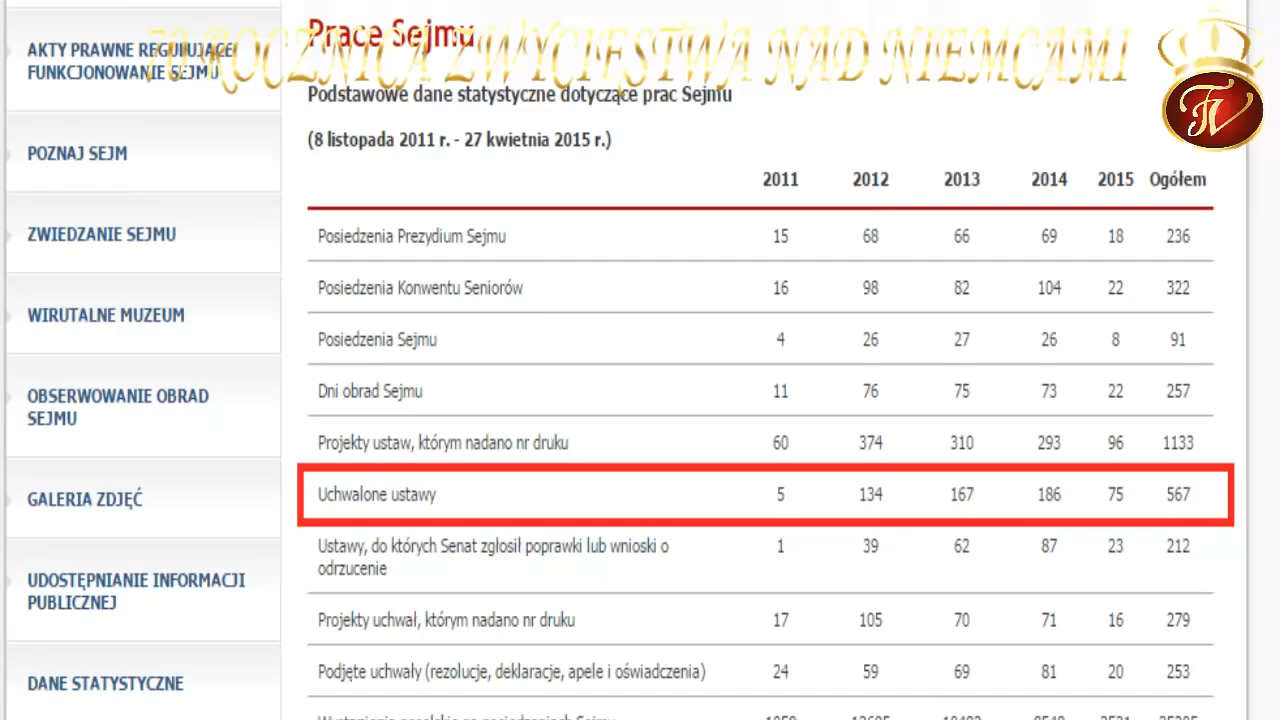 70 ROCZNICA ZWYCIĘSTWA NAD NIEMCAMI
AKTY PRAWNE REGULUJĄCE
FUNKCJONOWANIE SEJMU
POZNAJ SEJM
ZWIEDZANIE SEJMU
WIRUTALNE MUZEUM
OBSERWOWANIE OBRAD
SEJMU
GALERIA ZDJĘĆ
UDOSTĘPNIANIE INFORMACJI
PUBLICZNEJ
DANE STATYSTYCZNE
Prace Sejmu
Podstawowe dane statystyczne dotyczące prac Sejmu
(8 listopada 2011 r. - 27 kwietnia 2015 r.)
2011 2012 2013 2014 2015 Ogółem
Posiedzenia Prezydium Sejmu 15 68 66 69 18 236
Posiedzenia Konwentu Seniorów 16 98 82 104 22 322
Posiedzenia Sejmu 4 26 27 26 8 91
Dni obrad Sejmu 11 76 75 73 22 257
Projekty ustaw, którym nadano nr druku 60 374 310 293 96 1133
Uchwalone ustawy 5 134 167 186 75 567
Ustawy, do których Senat zgłosił poprawki lub wnioski o 1 39 62 87 23 212
odrzucenie
Projekty uchwał, którym nadano nr druku 17 105 70 71 16 279
Podjęte uchwały (rezolucje, deklaracje, apele i oświadczenia) 24 59 69 81 20 253